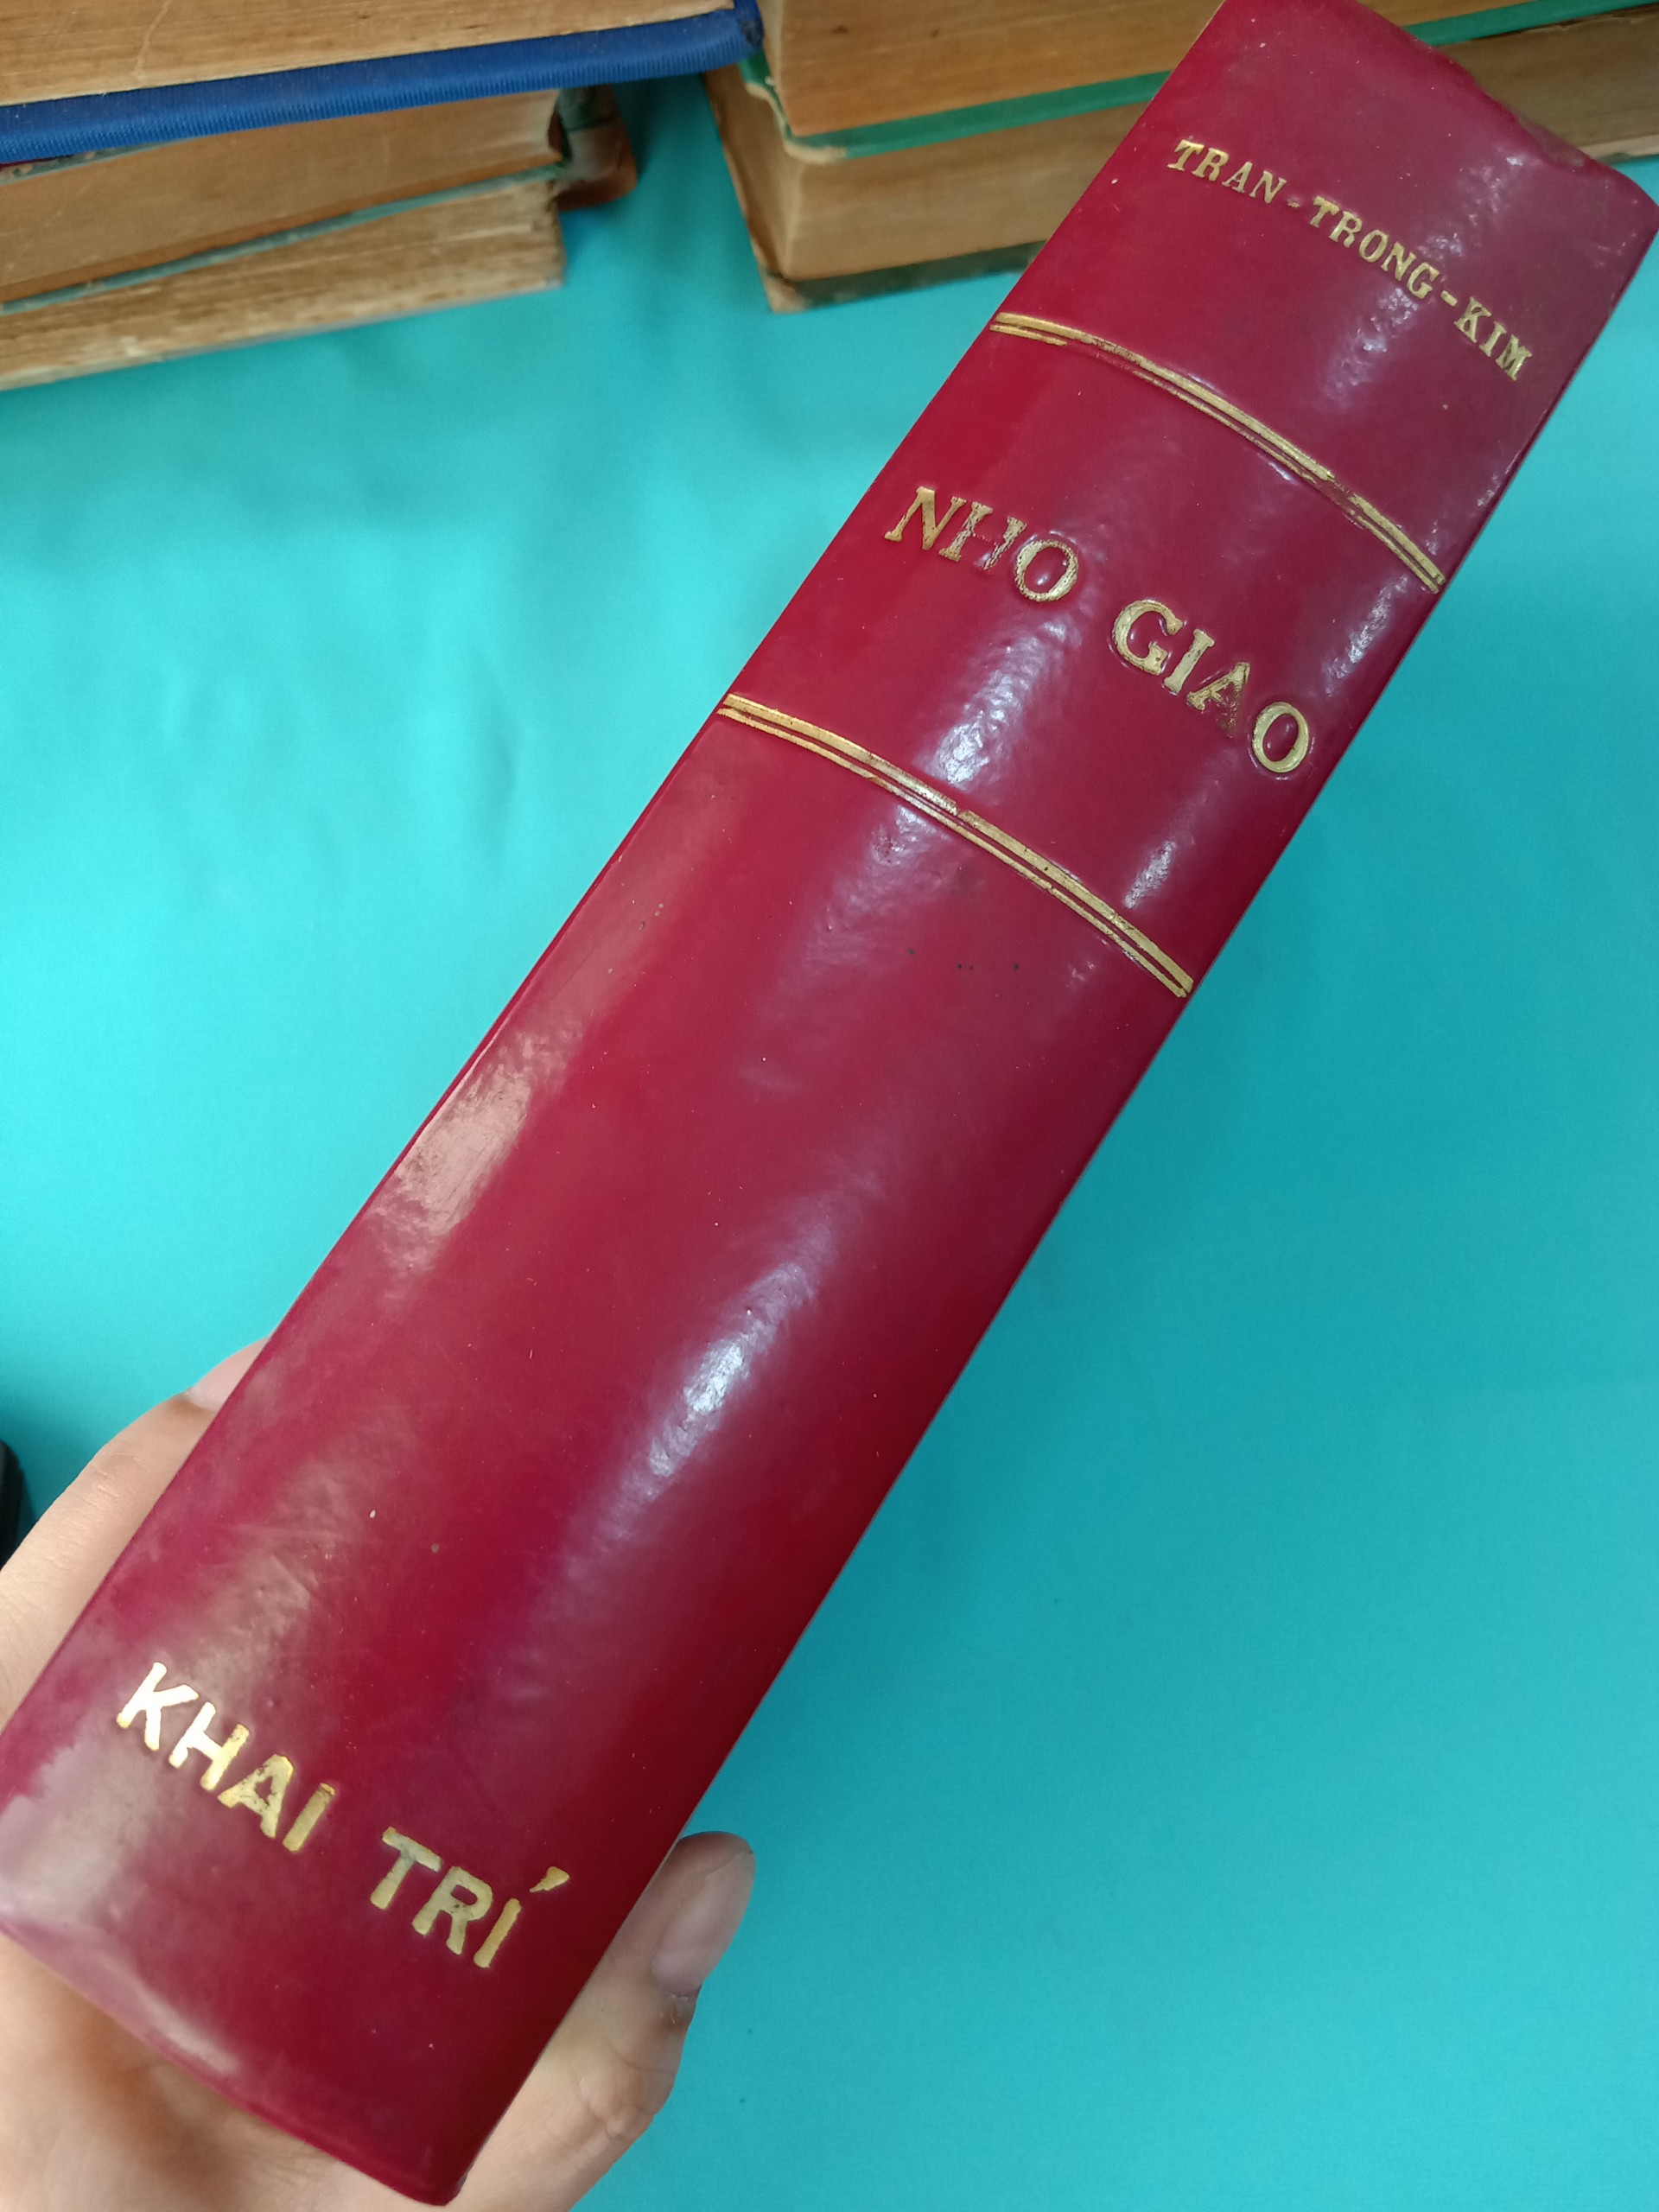 TRAN-TRONG-KIM
NHO GIAO
KHAI TRÍ